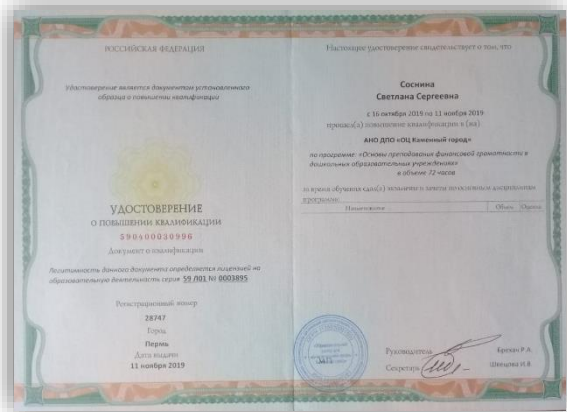 РОССИЙСКАЯ ФЕДЕРАЦИЯ
Удостоверение является документом установленного
образца о повышении квалификации
УДОСТОВЕРЕНИЕ
О ПОВЫШЕНИИ КВАЛИФИКАЦИИ
590400030996
Документ о квалификации
Легитимность данного документа определяется лицензией на
образовательную деятельность серия 59 Л01 № 0003895
Регистрационный номер
28747
Город
Пермь
Дата выдачи
11 ноября 2019
Настоящее удостоверение свидетельствует о том, что
Соснина
Светлана Сергеевна
с 16 октября 2019 по 11 ноября 2019
прошел(а) повышение квалификации в (на)
АНО ДПО «ОЦ Каменный город»
по программе: «Основы преподавания финансовой грамотности в
дошкольных образовательных учреждениях»
в объеме 72 часов
за время обучения сдал(а) экзамены и зачеты по основным дисциплинам
программы:
Наименование Объем Оценка
Руководитель Брезан Р.А.
Секретарь Швецова И.В.